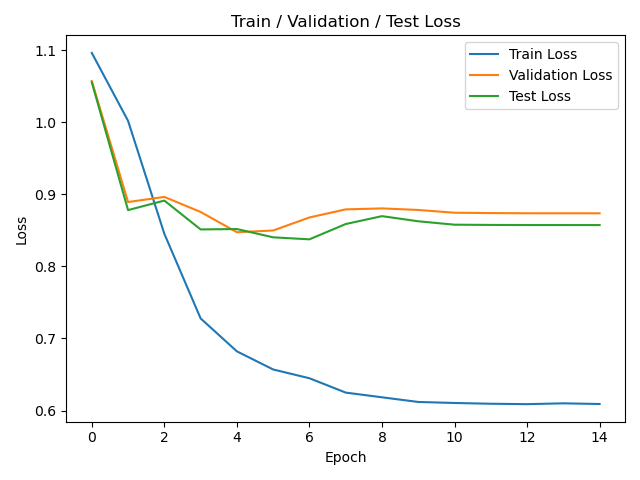 Train / Validation / Test Loss
Train Loss
Validation Loss
Test Loss
Loss
1.1
1.0
0.9
0.8
0.7
0.6
0 2 4 6 8 10 12 14
Epoch